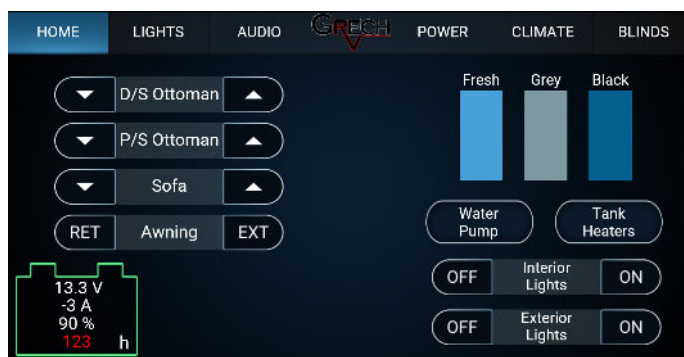 HOME LIGHTS AUDIO GRECH POWER CLIMATE BLINDS
D/S Ottoman
P/S Ottoman
Sofa
RET Awning EXT
13.3 V
-3 A
90 %
123 h
Fresh Grey Black
Water
Pump
Tank
Heaters
OFF Interior
Lights ON
OFF Exterior
Lights ON